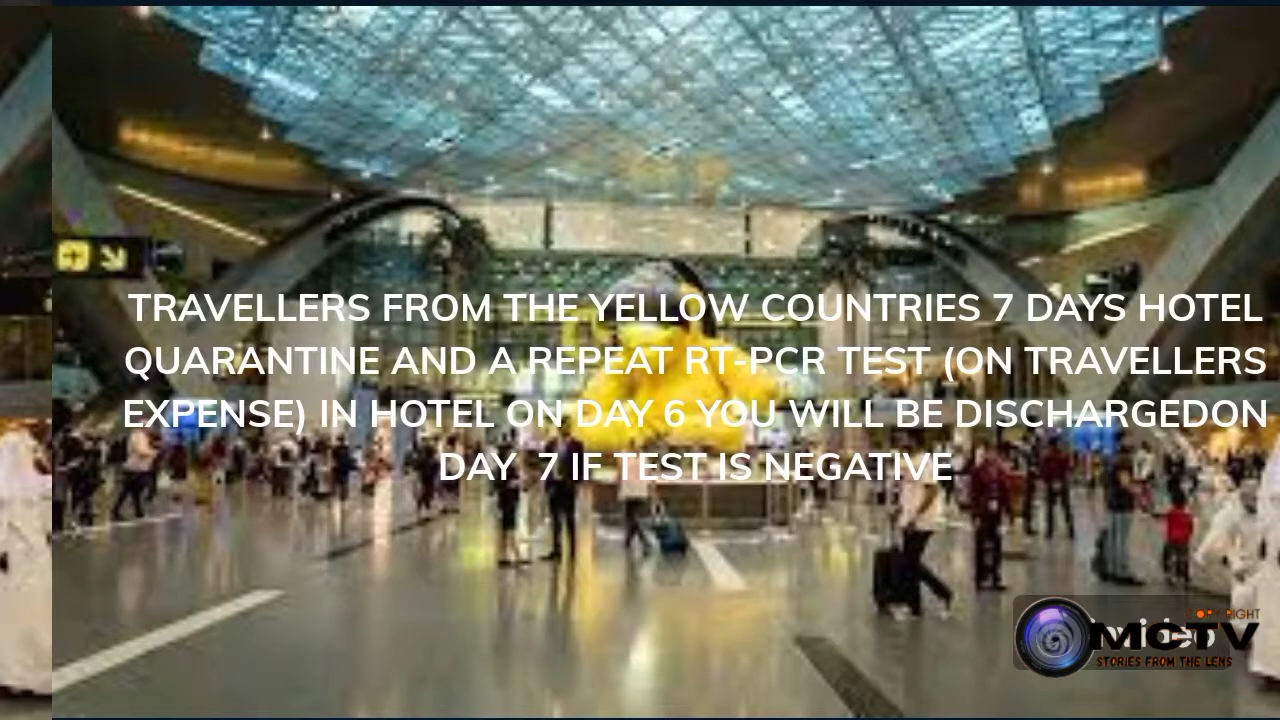 TRAVELLERS FROM THE YELLOW COUNTRIES 7 DAYS HOTEL
QUARANTINE AND A REPEAT RT-PCR TEST (ON TRAVELLERS
EXPENSE) IN HOTEL ON DAY 6 YOU WILL BE DISCHARGEDON
DAY  7 IF TEST IS NEGATIVE
COPYRIGHT
MCTV
STORIES FROM THE LENS